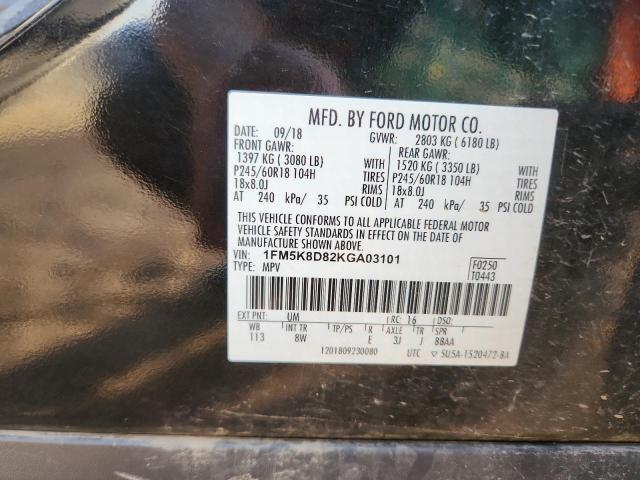 MFD. BY FORD MOTOR CO.
DATE: 09/18 GVWR: 2803 KG ( 6180 LB)
FRONT GAWR: REAR GAWR:
1397 KG ( 3080 LB) 1520 KG ( 3350 LB)
P245/60R18 104H TIRES P245/60R18 104H TIRES
18x8.0J RIMS 18x8.0J RIMS
AT 240 kPa/ 35 PSI COLD AT 240 kPa/ 35 PSI COLD
THIS VEHICLE CONFORMS TO ALL APPLICABLE FEDERAL MOTOR
VEHICLE SAFETY STANDARDS IN EFFECT ON THE DATE OF
MANUFACTURE SHOWN ABOVE.
VIN: 1FM5K8D82KGA03101
TYPE: MPV
F0250
T0443
EXT PNT: UM RC: 16 DSO:
WB INT TR TP/PS R AXLE TR SPR
113 8W E 3J J BBAA
1201809230080 UTC 5U5A-1520472-BA